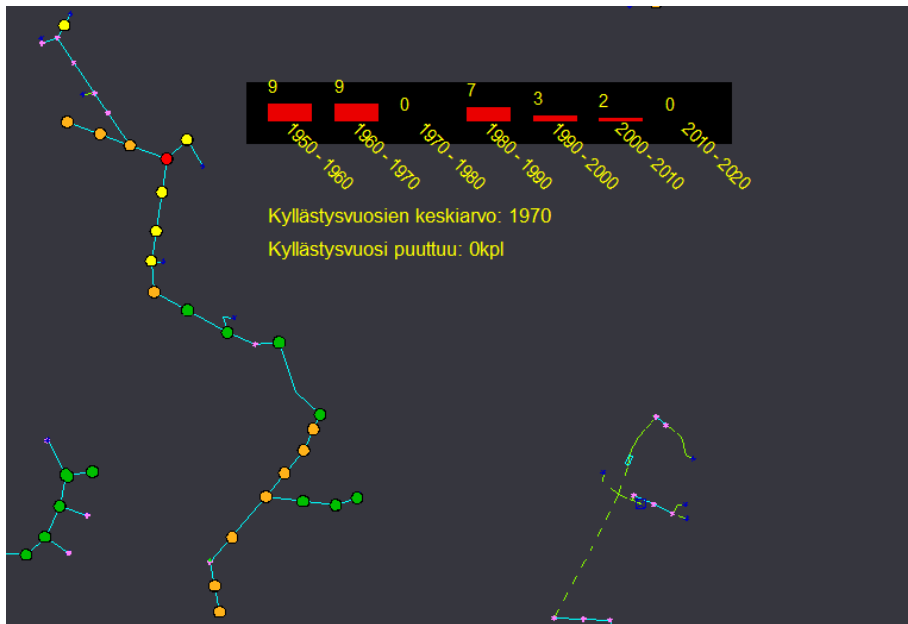 9
9
0
7
3
2
0
1950 - 1960
1960 - 1970
1970 - 1980
1980 - 1990
1990 - 2000
2000 - 2010
2010 - 2020
Kyllästysvuosien keskiarvo: 1970
Kyllästysvuosi puuttuu: 0kpl